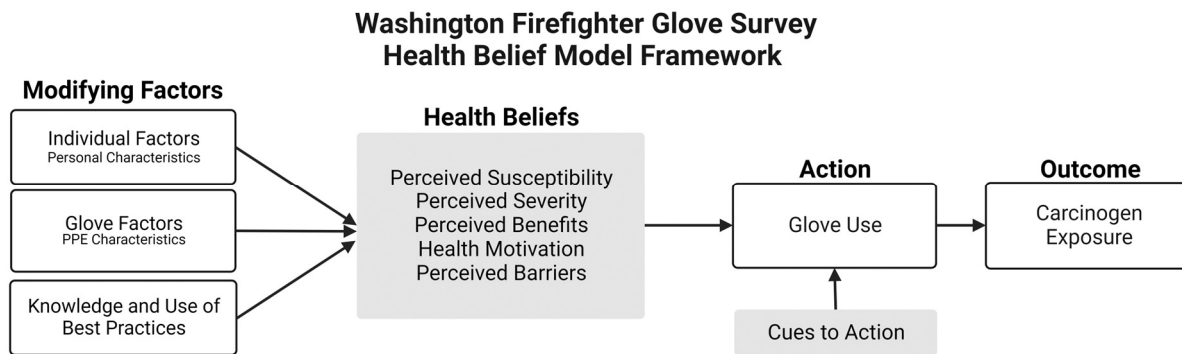 Washington Firefighter Glove Survey
Health Belief Model Framework
Modifying Factors
Individual Factors
Personal Characteristics
Glove Factors
PPE Characteristics
Knowledge and Use of
Best Practices
Health Beliefs
Perceived Susceptibility
Perceived Severity
Perceived Benefits
Health Motivation
Perceived Barriers
Action
Glove Use
Cues to Action
Outcome
Carcinogen
Exposure